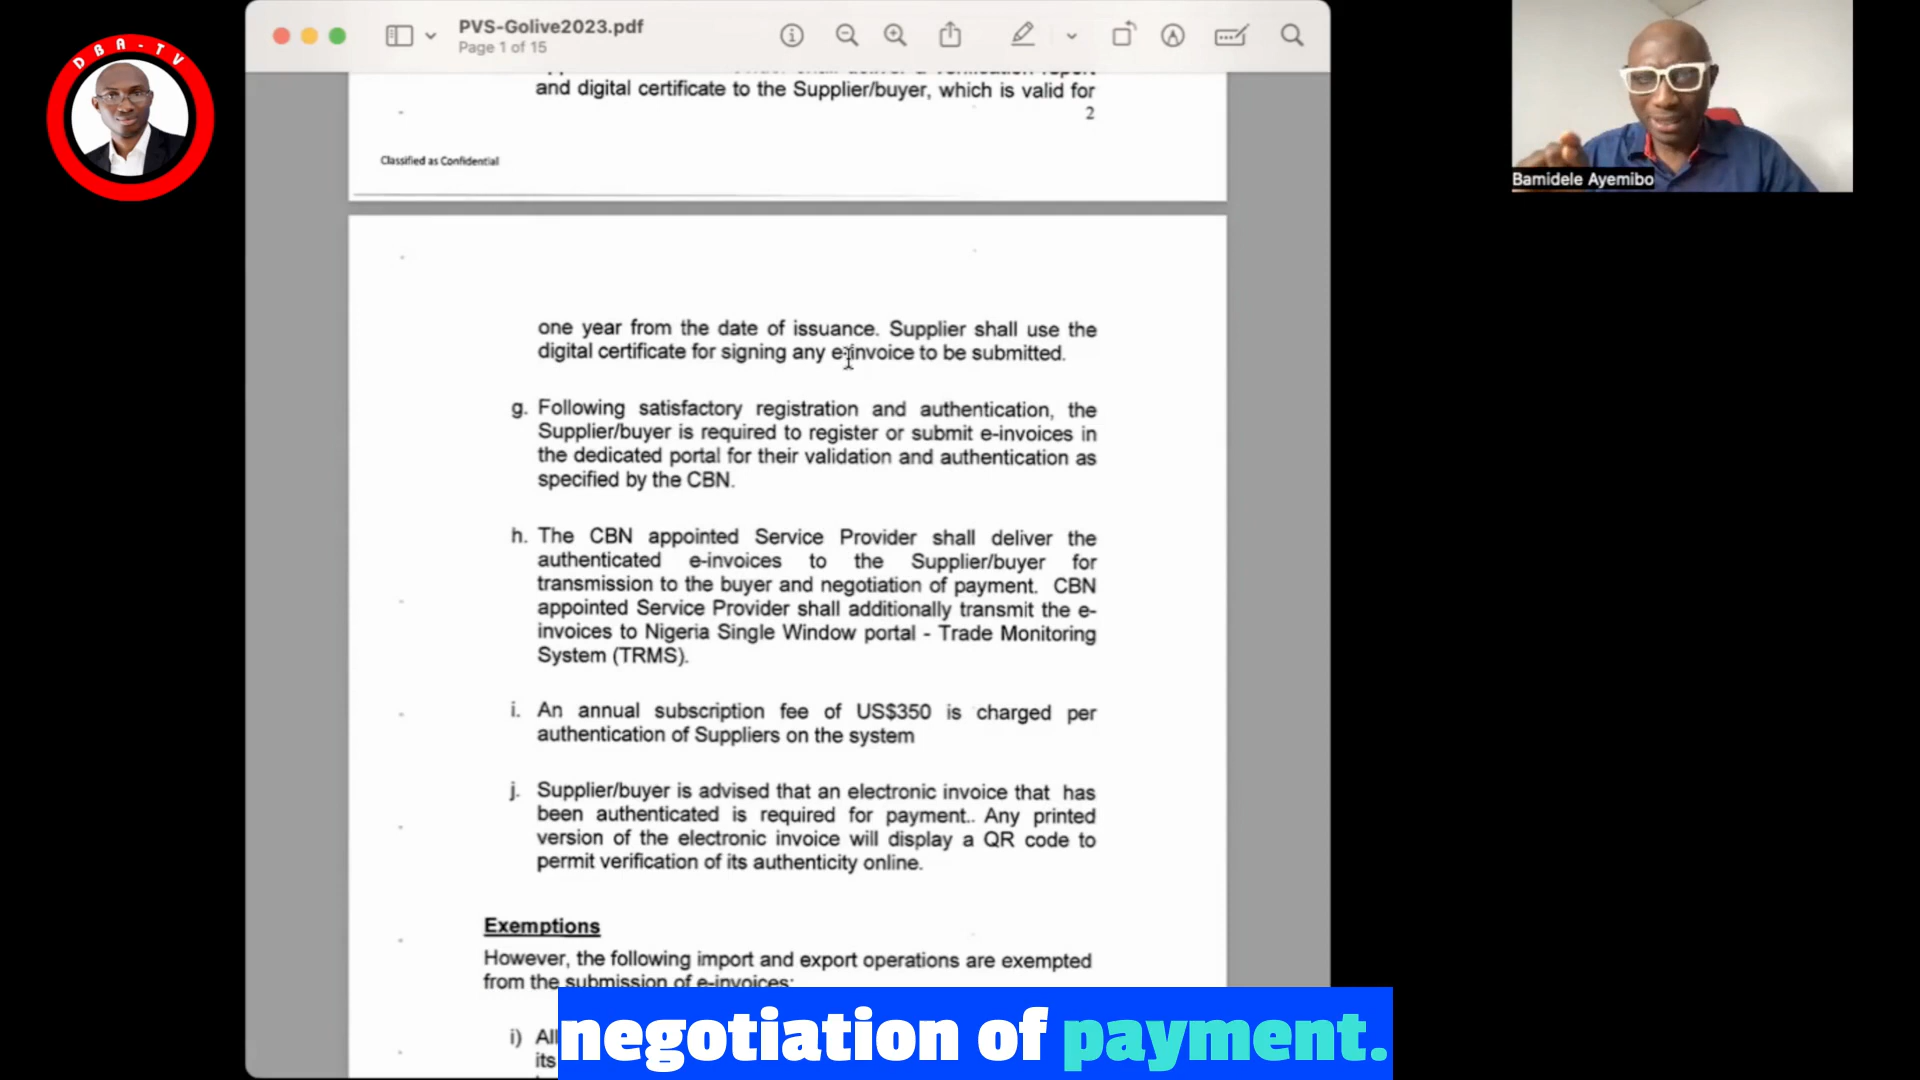 DBA-TV
PVS-Golive2023.pdf
Page 1 of 15
Bamidele Ayemibo
and digital certificate to the Supplier/buyer, which is valid for
2
Classified as Confidential
one year from the date of issuance. Supplier shall use the
digital certificate for signing any e-invoice to be submitted.
g. Following satisfactory registration and authentication, the
Supplier/buyer is required to register or submit e-invoices in
the dedicated portal for their validation and authentication as
specified by the CBN.
h. The CBN appointed Service Provider shall deliver the
authenticated e-invoices to the Supplier/buyer for
transmission to the buyer and negotiation of payment. CBN
appointed Service Provider shall additionally transmit the e-
invoices to Nigeria Single Window portal - Trade Monitoring
System (TRMS).
i. An annual subscription fee of US$350 is charged per
authentication of Suppliers on the system
j. Supplier/buyer is advised that an electronic invoice that has
been authenticated is required for payment.. Any printed
version of the electronic invoice will display a QR code to
permit verification of its authenticity online.
Exemptions
However, the following import and export operations are exempted
from the submission of e-invoices:
i) All
its
negotiation of payment.